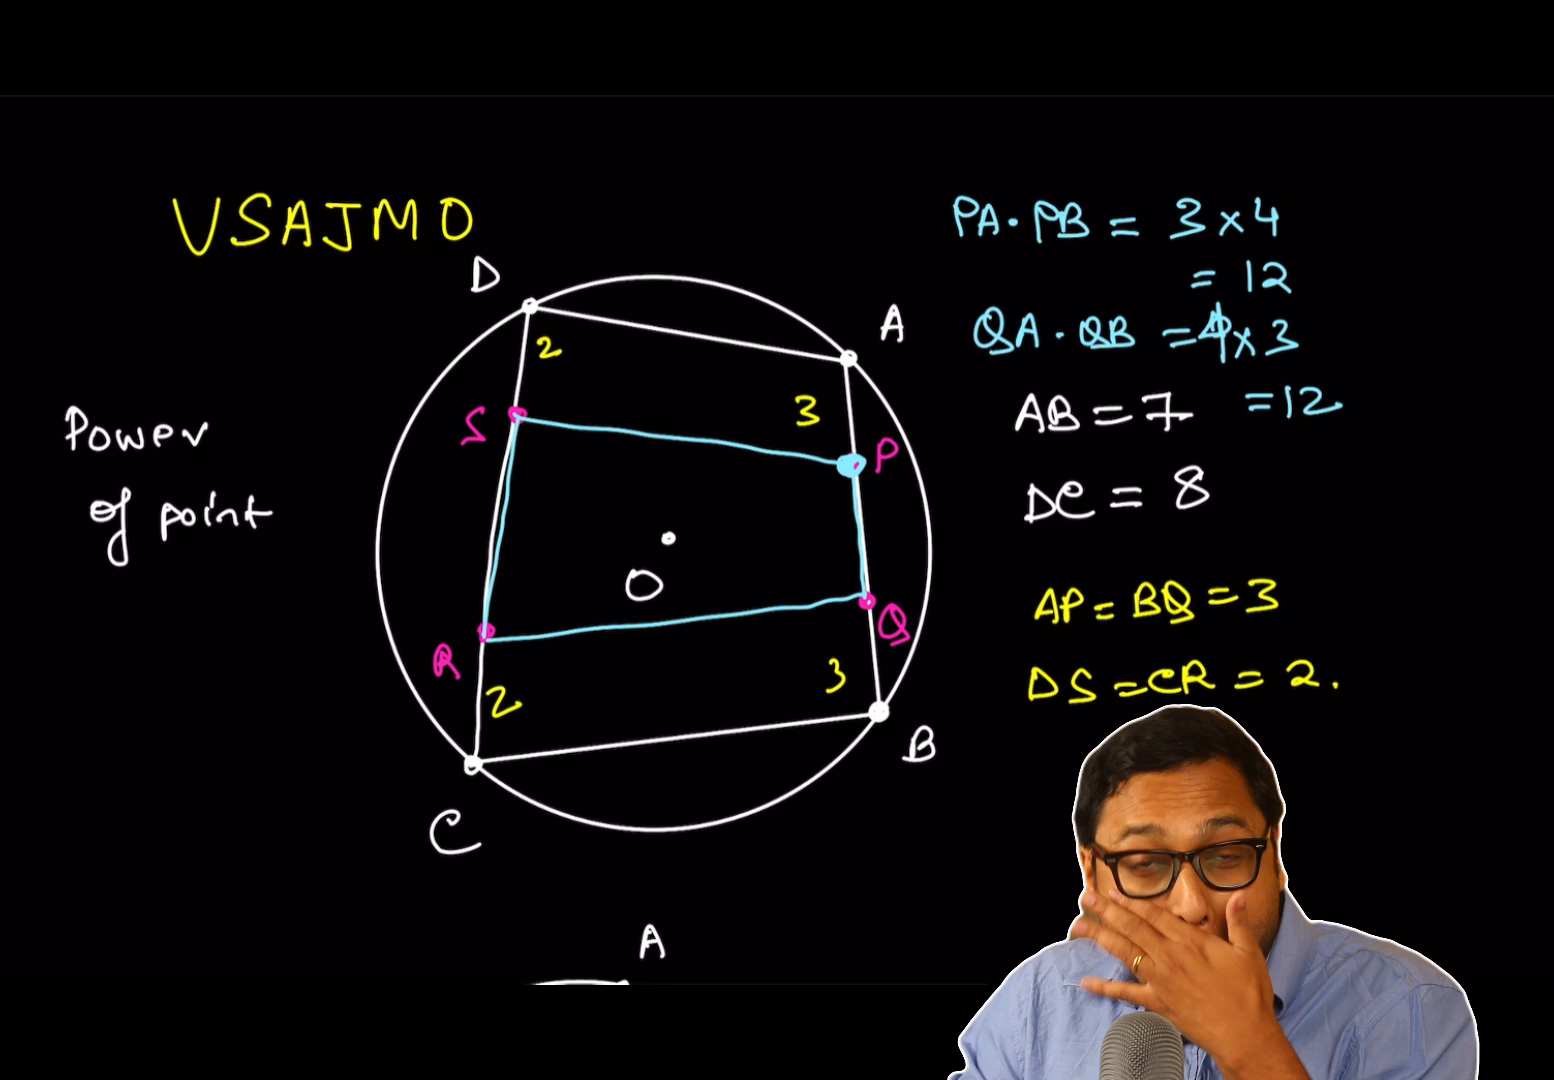 USAJMO
D
2
A
S
3
P
O
R
Q
2
3
B
C
A
Power
of point
PA·PB = 3×4
= 12
QA·QB = 4×3
= 12
AB = 7
DC = 8
AP = BQ = 3
DS = CR = 2.